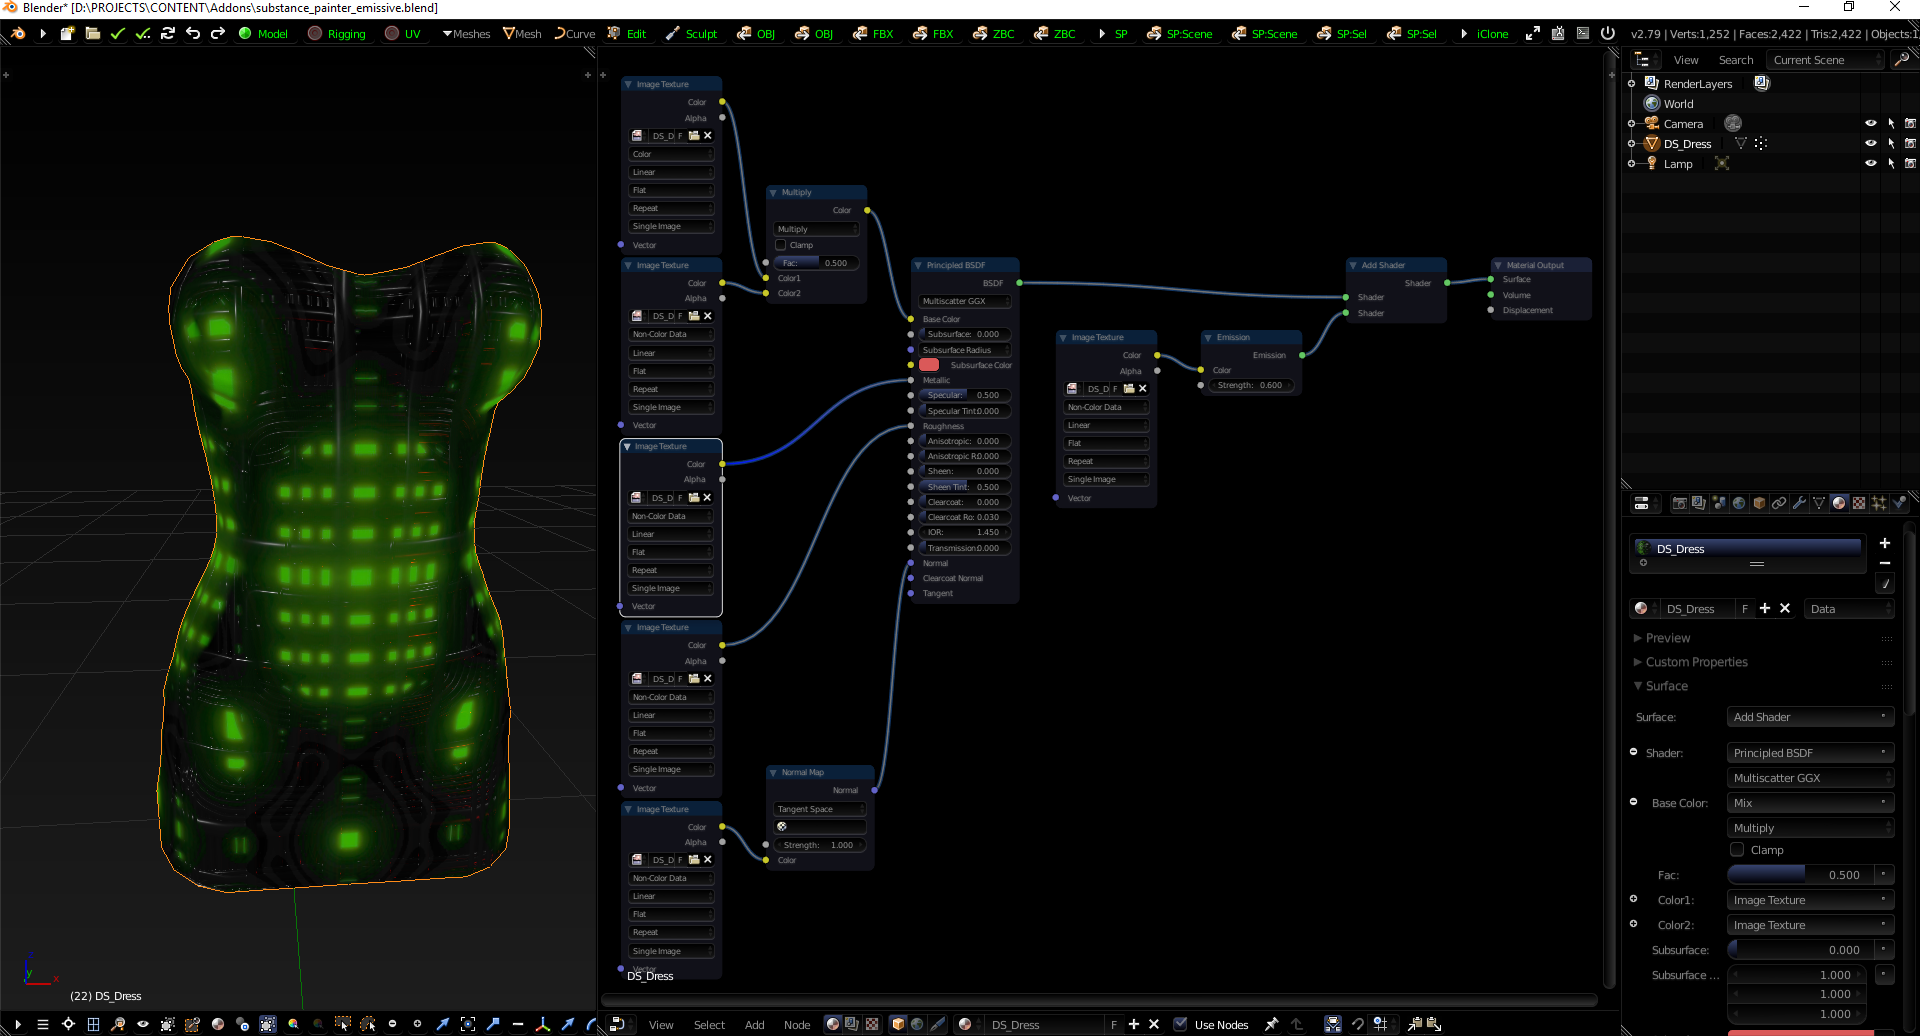 Blender* [D:\PROJECTS\CONTENT\Addons\substance_painter_emissive.blend]
Model Rigging UV Meshes Mesh Curve Edit Sculpt OBJ OBJ FBX FBX ZBC ZBC SP SP:Scene SP:Scene SP:Sel SP:Sel iClone v2.79 | Verts:1,252 | Faces:2,422 | Tris:2,422 | Objects:1,
View Search Current Scene
RenderLayers
World
Camera
DS_Dress
Lamp
Image Texture
Color
Alpha
DS_D F
Color
Linear
Flat
Repeat
Single Image
Vector
Image Texture
Color
Alpha
DS_D F
Non-Color Data
Linear
Flat
Repeat
Single Image
Vector
Image Texture
Color
Alpha
DS_D F
Non-Color Data
Linear
Flat
Repeat
Single Image
Vector
Image Texture
Color
Alpha
DS_D F
Non-Color Data
Linear
Flat
Repeat
Single Image
Vector
Image Texture
Color
Alpha
DS_D F
Non-Color Data
Linear
Flat
Repeat
Single Image
Vector
DS_Dress
Multiply
Color
Multiply
Clamp
Fac: 0.500
Color1
Color2
Normal Map
Normal
Tangent Space
Strength: 1.000
Color
Principled BSDF
BSDF
Multiscatter GGX
Base Color
Subsurface: 0.000
Subsurface Radius
Subsurface Color
Metallic
Specular: 0.500
Specular Tint:0.000
Roughness
Anisotropic: 0.000
Anisotropic R:0.000
Sheen: 0.000
Sheen Tint: 0.500
Clearcoat: 0.000
Clearcoat Ro: 0.030
IOR: 1.450
Transmission:0.000
Normal
Clearcoat Normal
Tangent
Image Texture
Color
Alpha
DS_D F
Non-Color Data
Linear
Flat
Repeat
Single Image
Vector
Emission
Emission
Color
Strength: 0.600
Add Shader
Shader
Shader
Shader
Material Output
Surface
Volume
Displacement
DS_Dress
DS_Dress F Data
Preview
Custom Properties
Surface
Surface: Add Shader
Shader: Principled BSDF
Multiscatter GGX
Base Color: Mix
Multiply
Clamp
Fac: 0.500
Color1: Image Texture
Color2: Image Texture
Subsurface: 0.000
Subsurface ... 1.000
1.000
1.000
z
y
x
(22) DS_Dress
View Select Add Node DS_Dress F Use Nodes